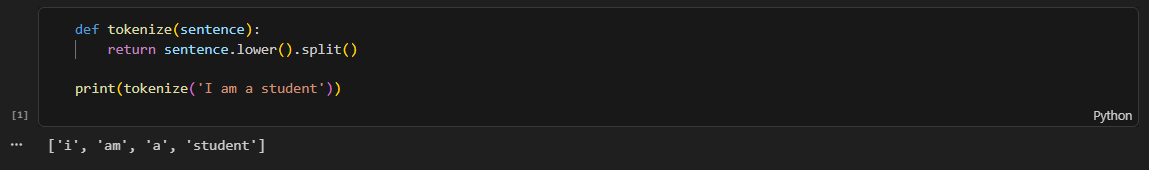 def tokenize(sentence):
    return sentence.lower().split()
print(tokenize('I am a student'))
[1]
Python
['i', 'am', 'a', 'student']